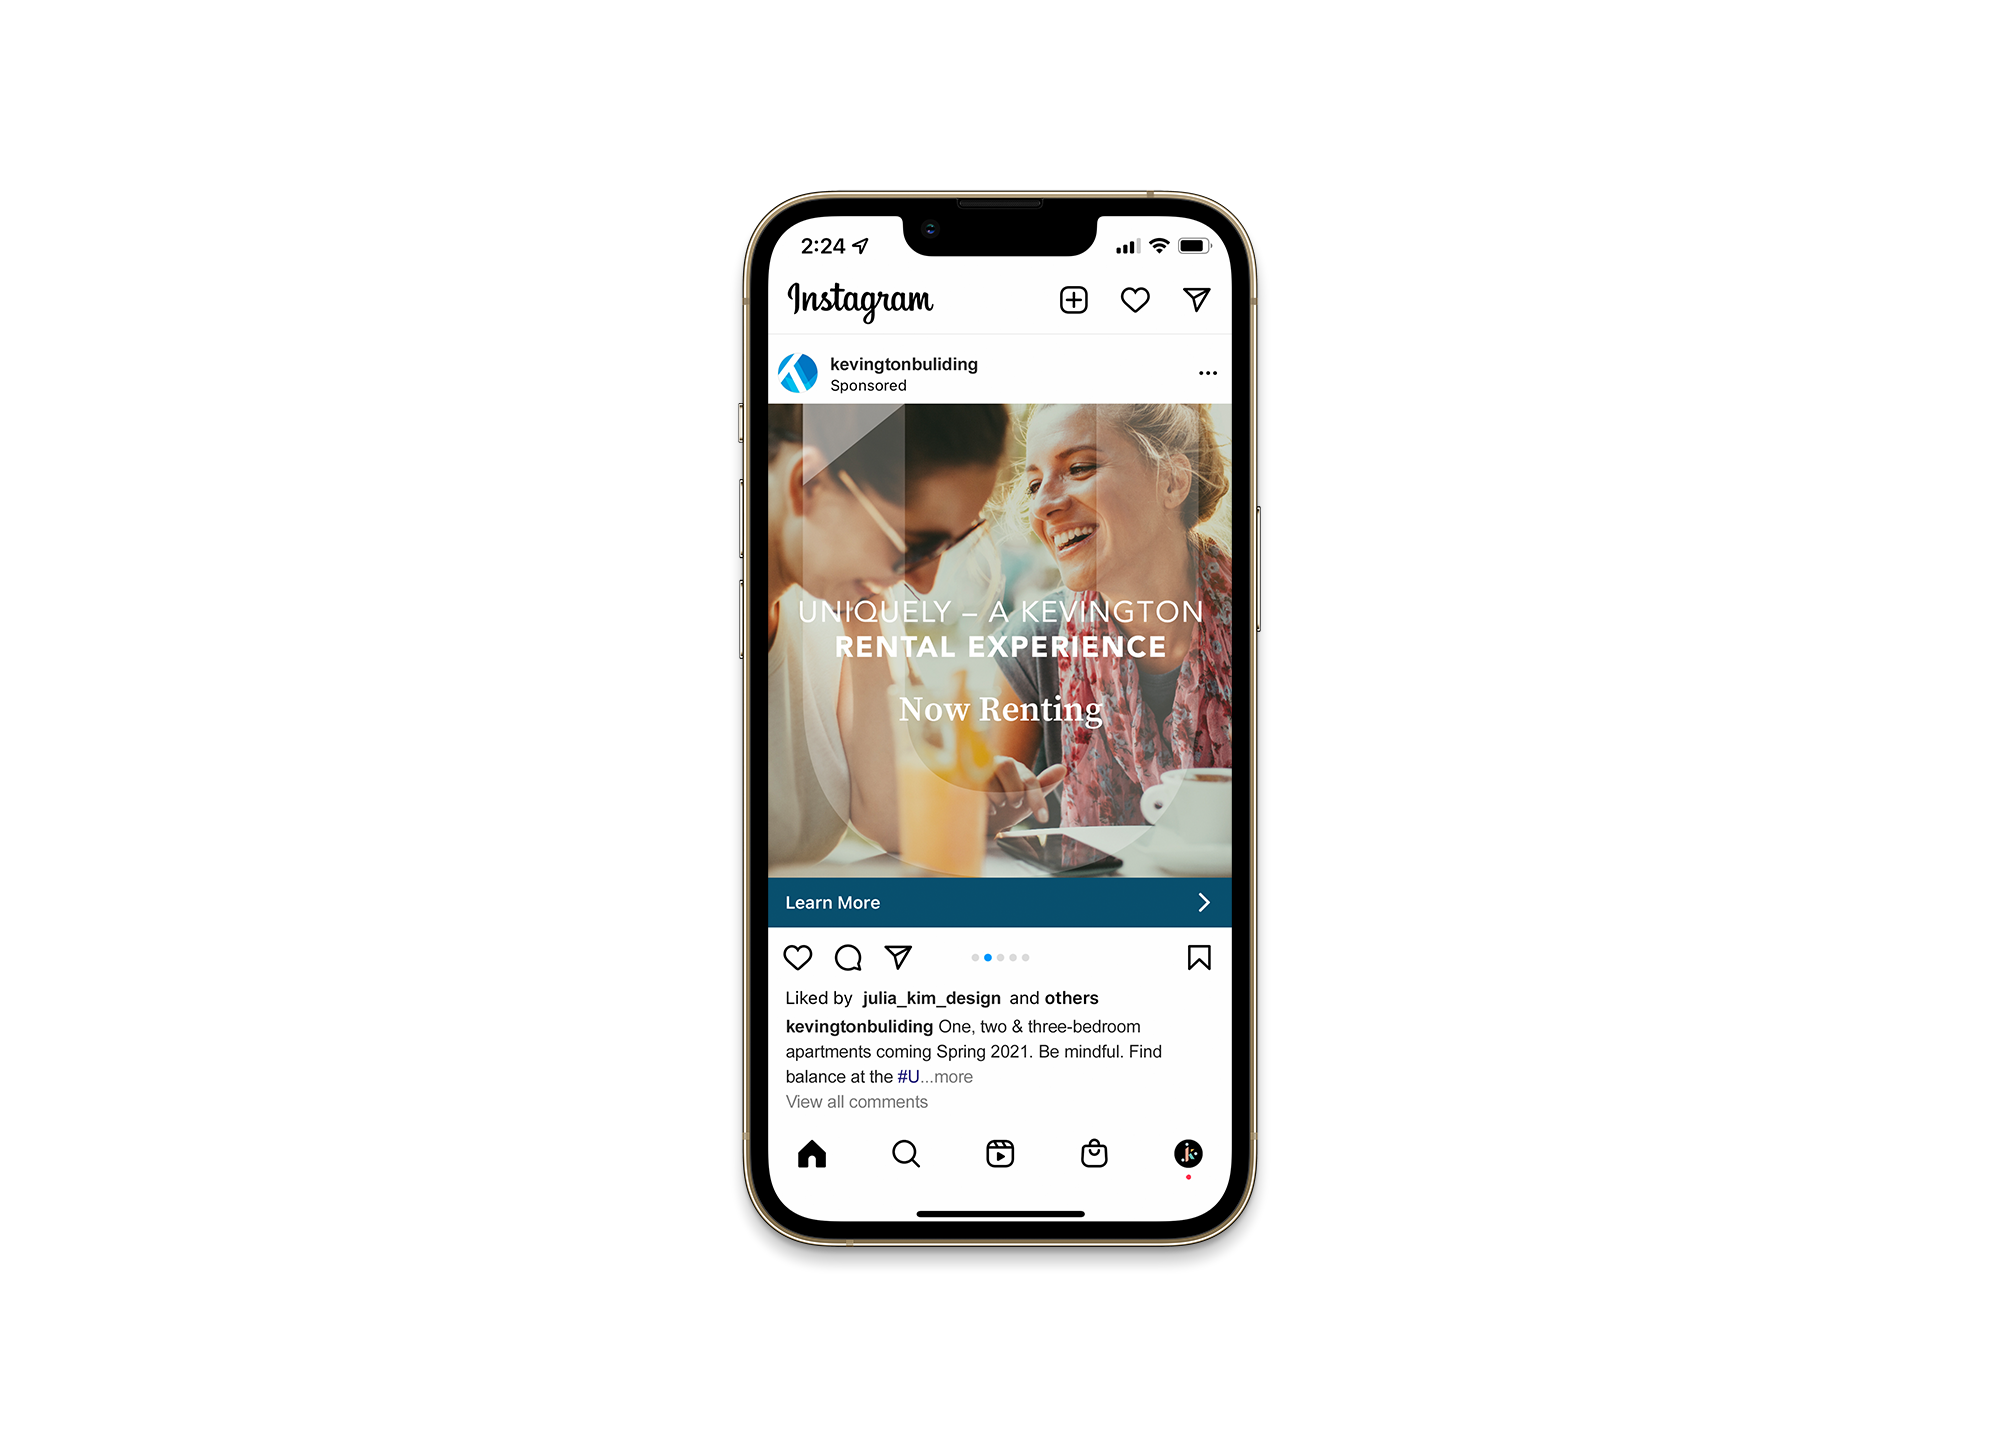 2:24
Instagram
kevingtonbuliding
Sponsored
UNIQUELY – A KEVINGTON
RENTAL EXPERIENCE
Now Renting
Learn More
Liked by julia_kim_design and others
kevingtonbuliding One, two & three-bedroom
apartments coming Spring 2021. Be mindful. Find
balance at the #U...more
View all comments
jk